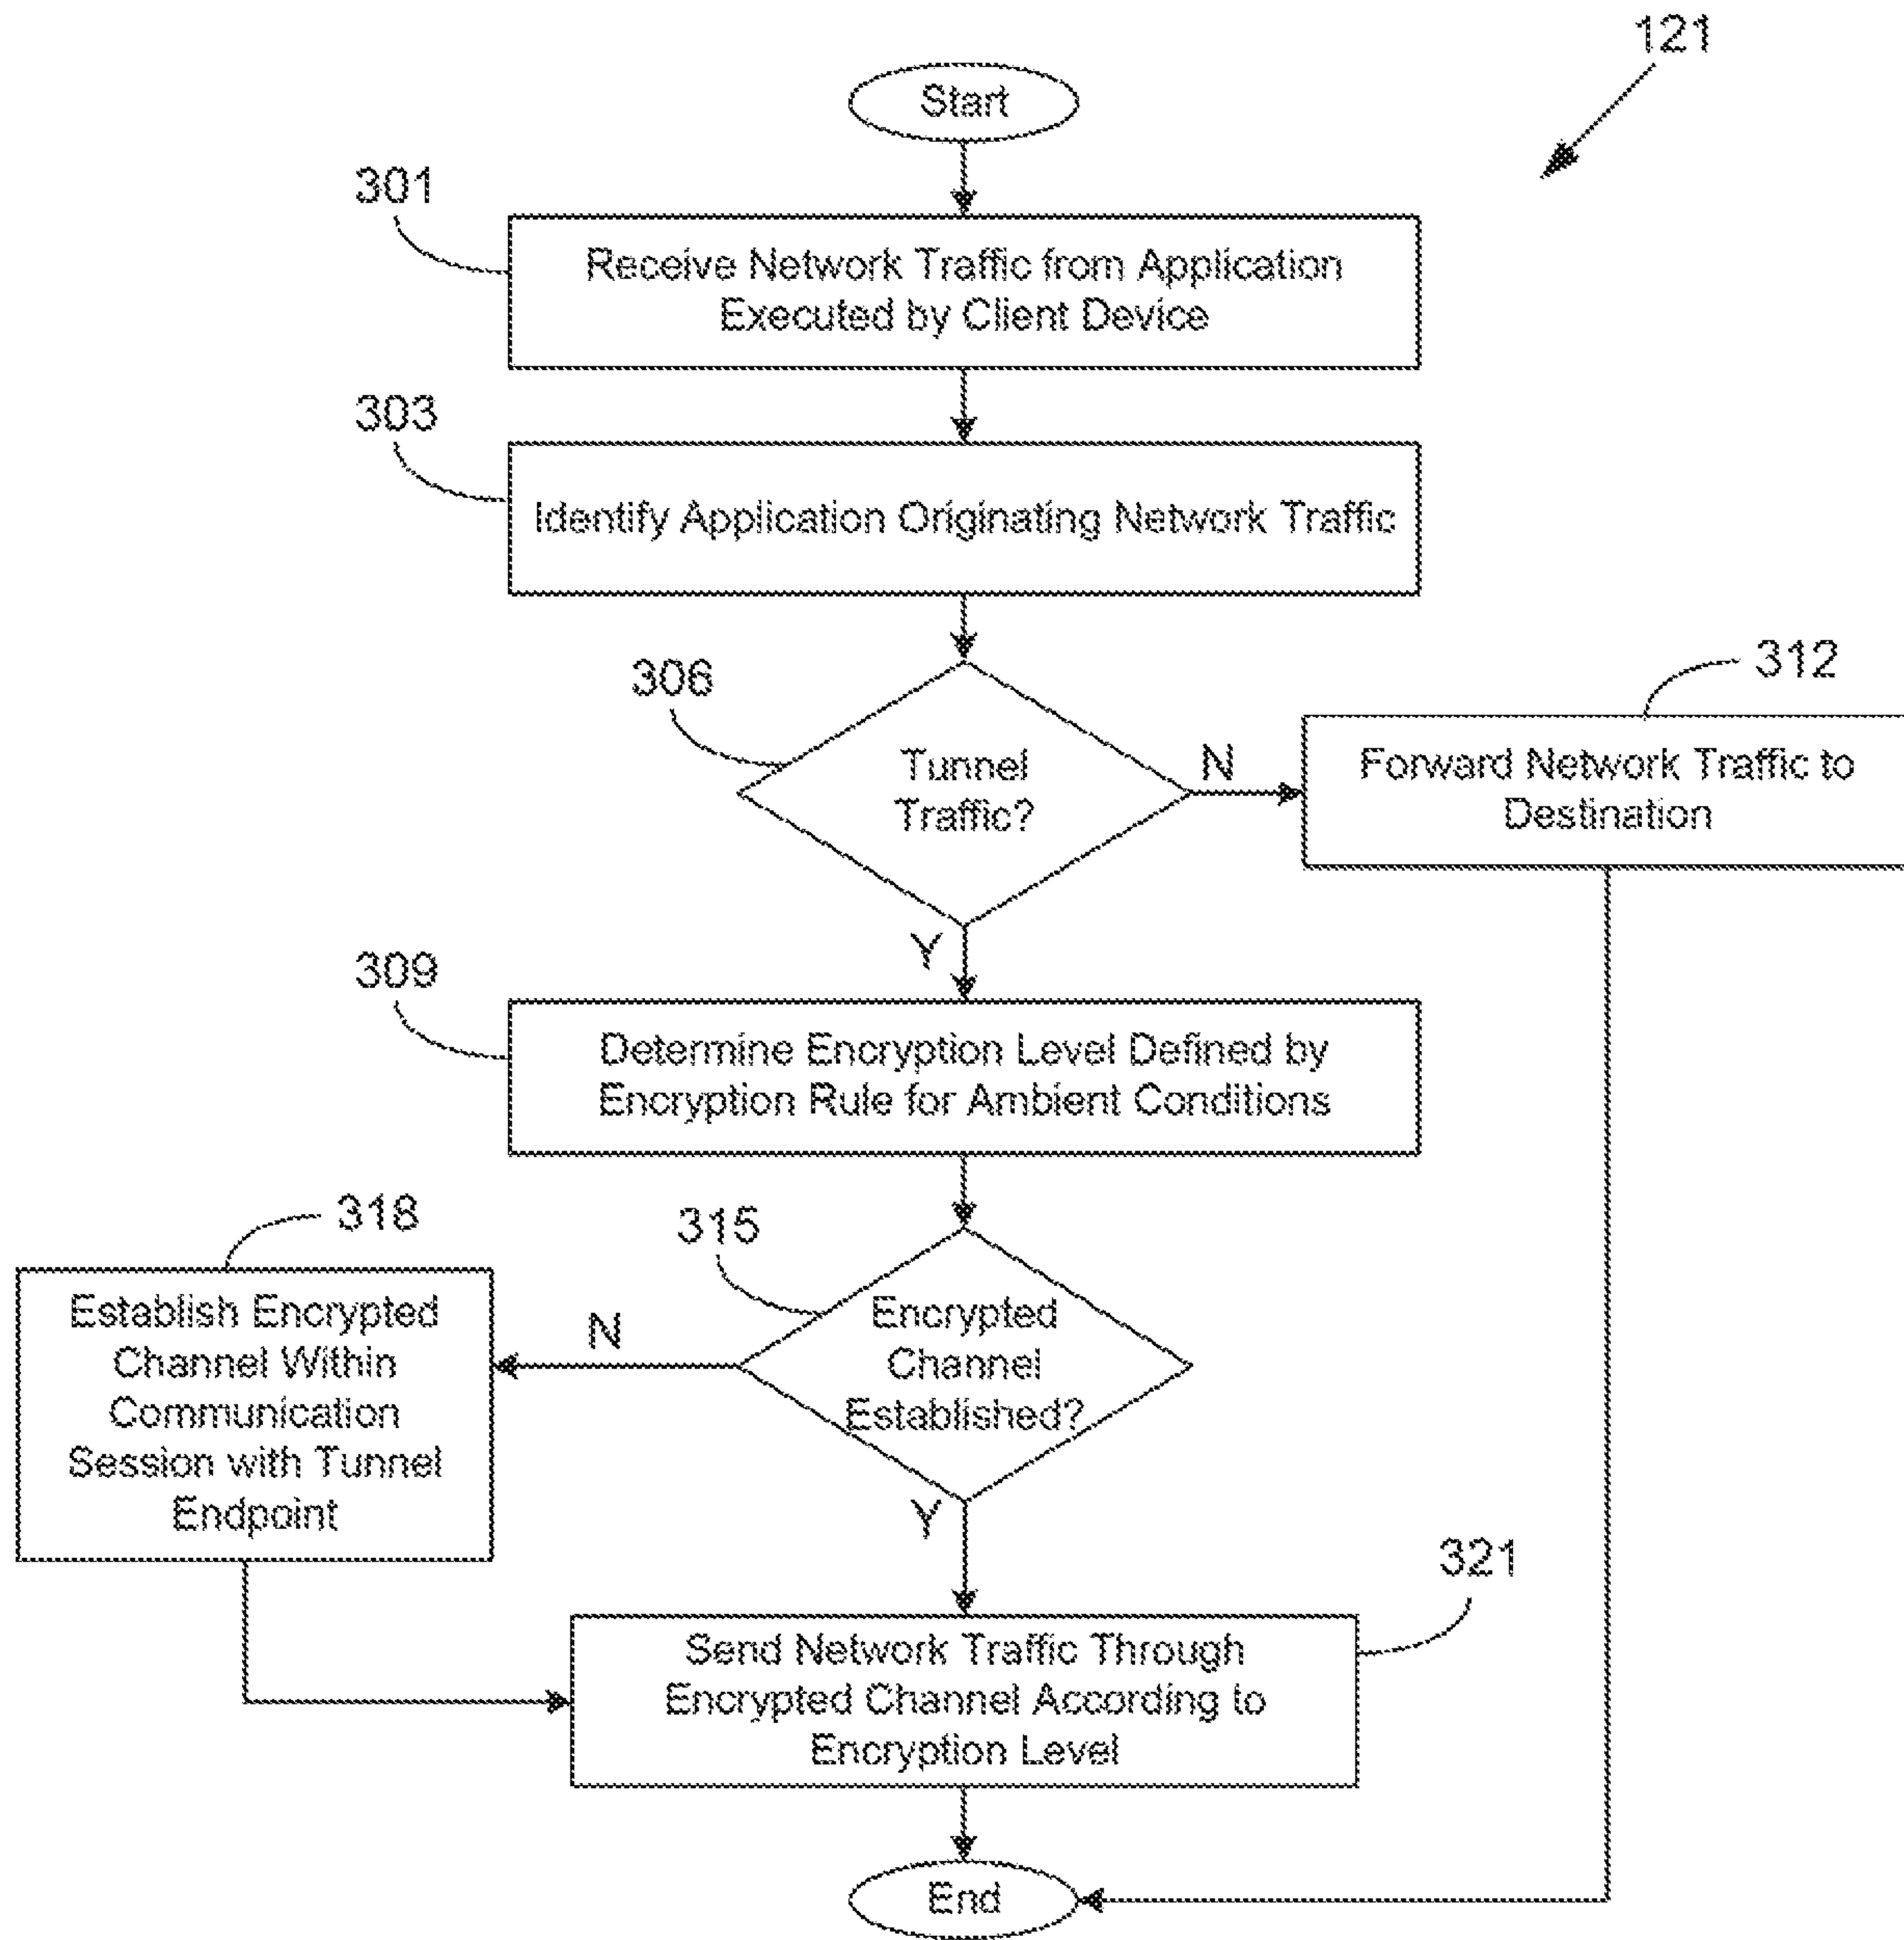 121
Start
301
Receive Network Traffic from Application
Executed by Client Device
303
Identify Application Originating Network Traffic
306
Tunnel
Traffic?
N
312
Forward Network Traffic to
Destination
Y
309
Determine Encryption Level Defined by
Encryption Rule for Ambient Conditions
318
Establish Encrypted
Channel Within
Communication
Session with Tunnel
Endpoint
315
N
Encrypted
Channel
Established?
Y
321
Send Network Traffic Through
Encrypted Channel According to
Encryption Level
End